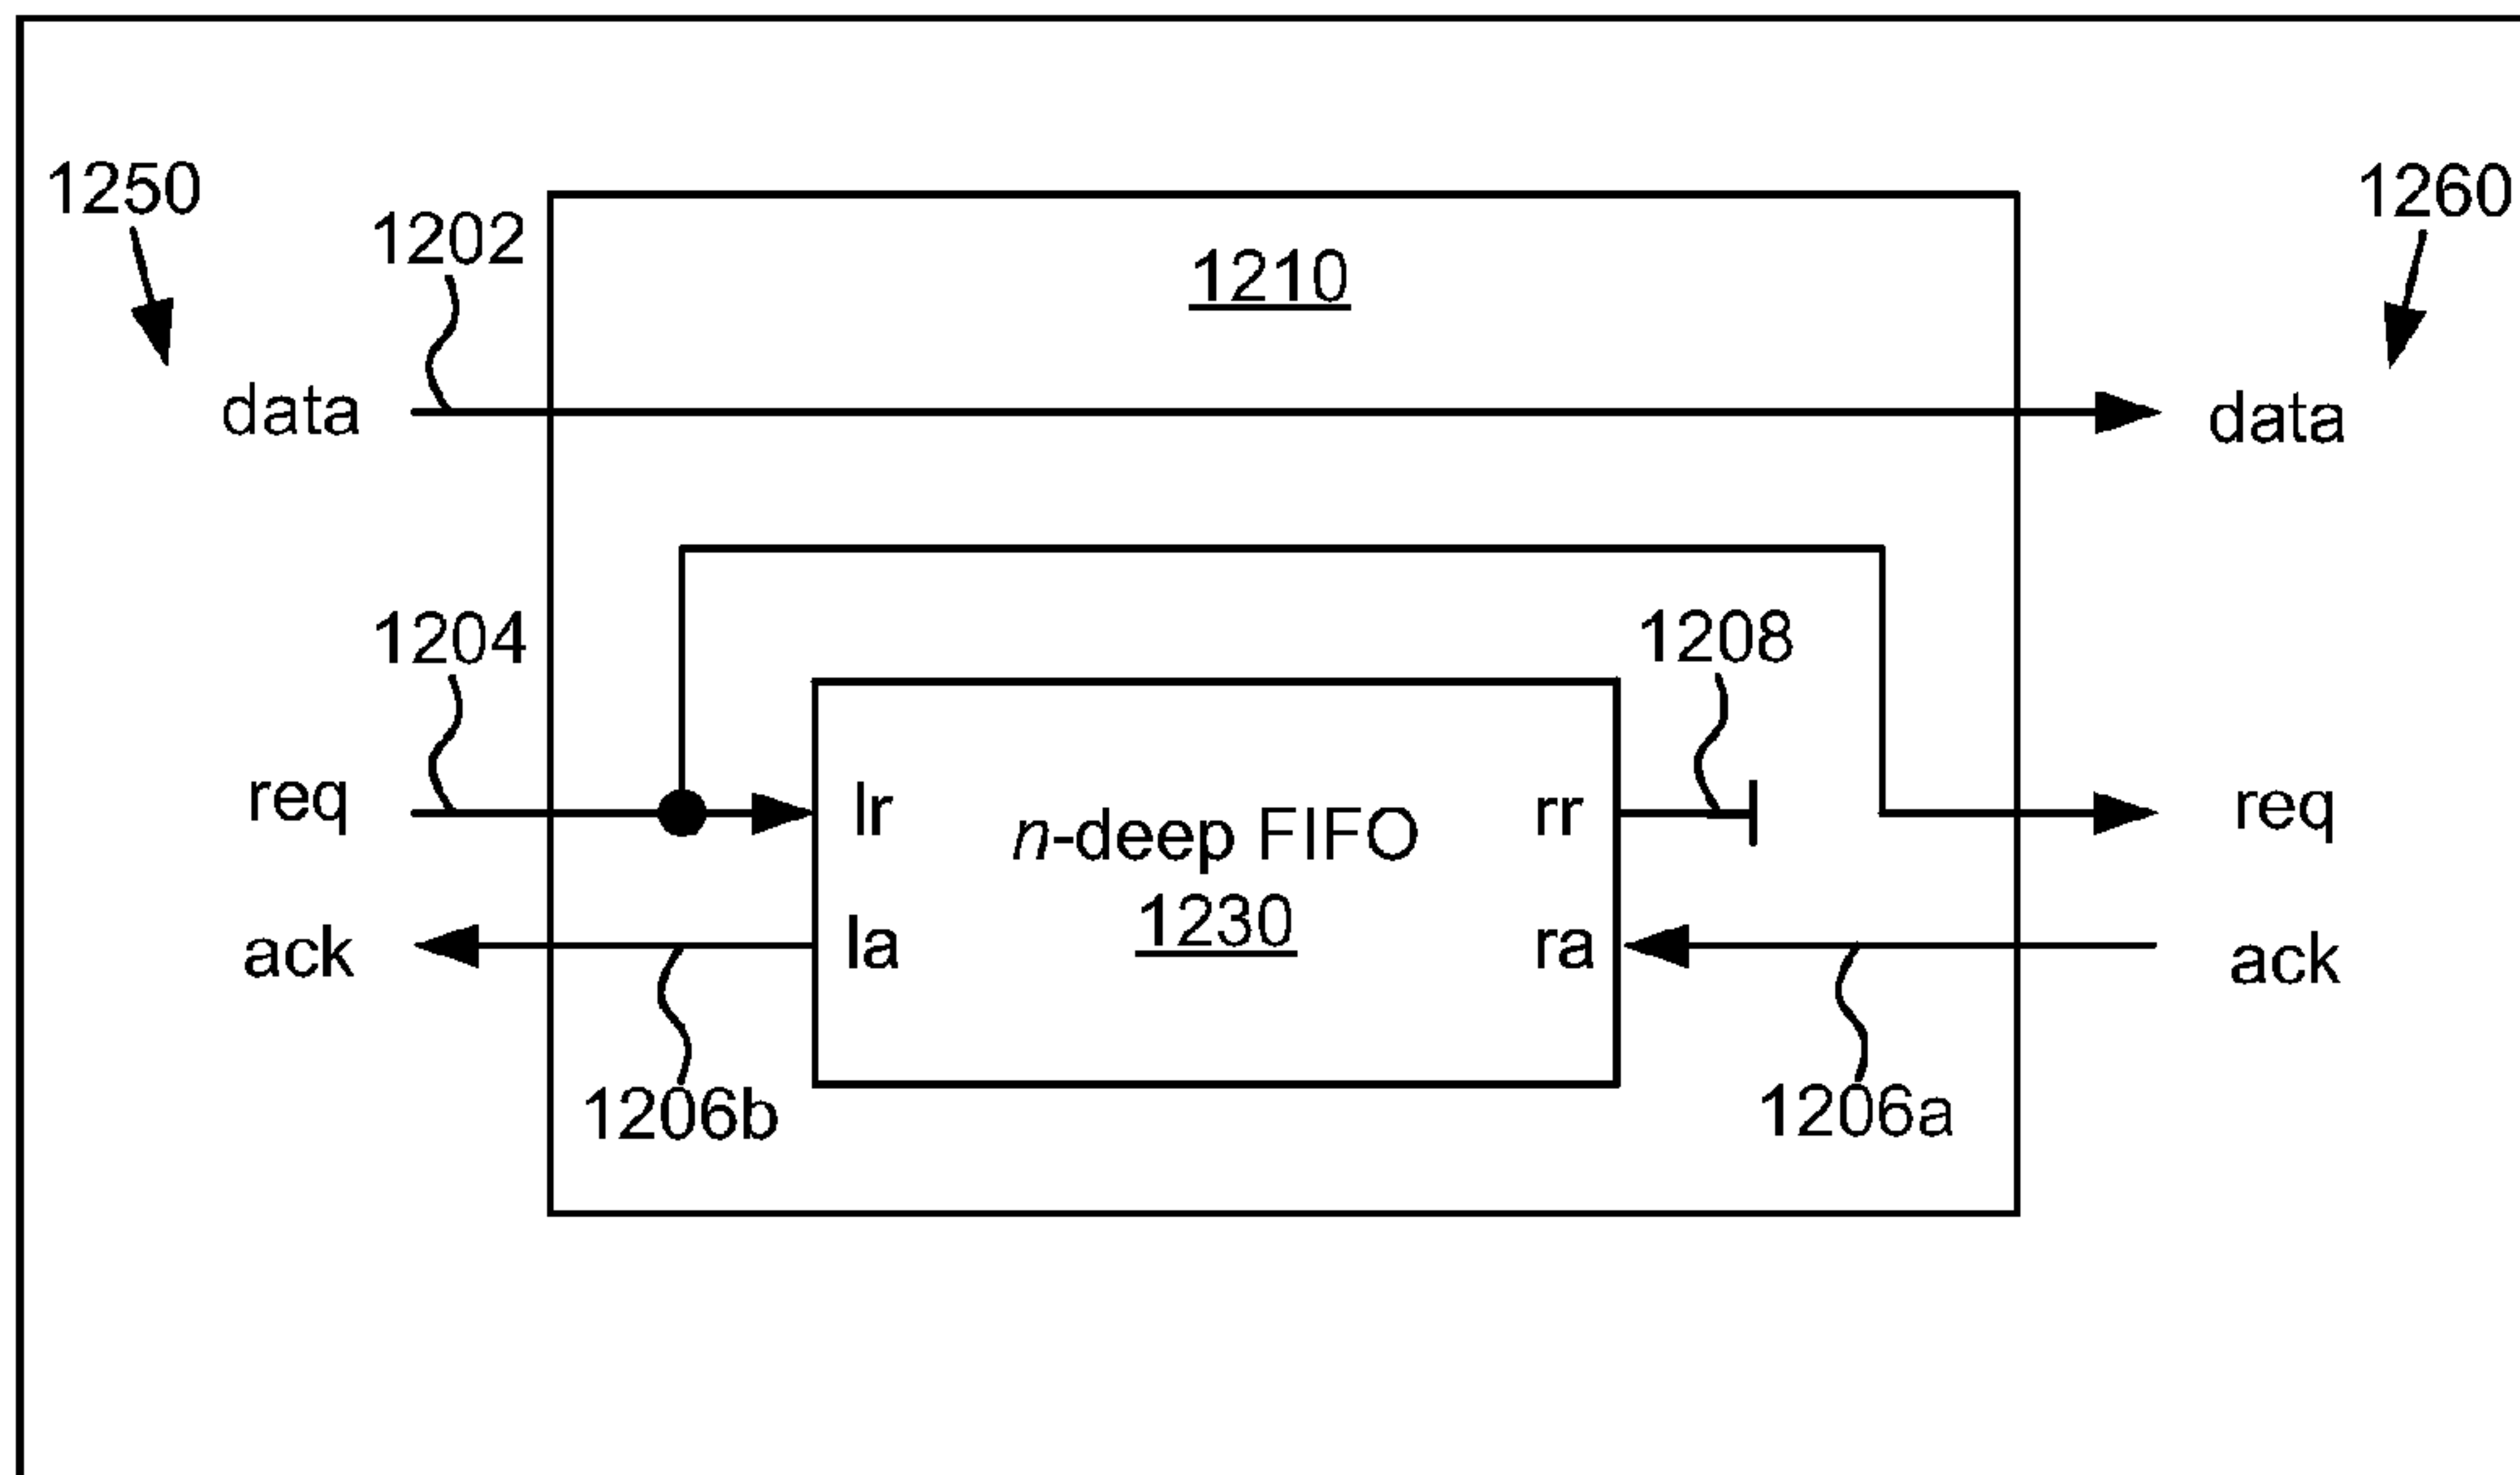 1250
1260
1202
1210
data
data
1204
1208
req
lr
n-deep FIFO
rr
req
ack
la
1230
ra
ack
1206b
1206a